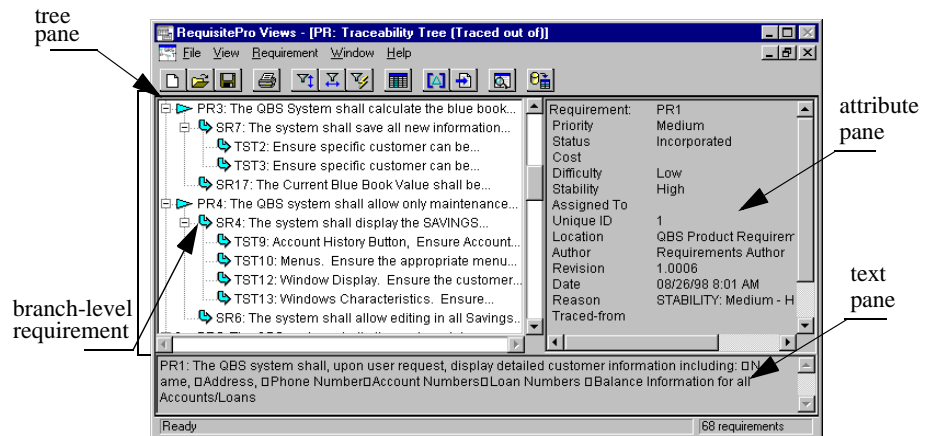 tree
pane
RequisitePro Views - [PR: Traceability Tree (Traced out of)]
File View Requirement Window Help
PR3: The QBS System shall calculate the blue book...
SR7: The system shall save all new information...
TST2: Ensure specific customer can be...
TST3: Ensure specific customer can be...
SR17: The Current Blue Book Value shall be...
PR4: The QBS system shall allow only maintenance...
SR4: The system shall display the SAVINGS...
TST9: Account History Button, Ensure Account...
TST10: Menus. Ensure the appropriate menu...
TST12: Window Display. Ensure the customer...
TST13: Windows Characteristics. Ensure...
SR6: The system shall allow editing in all Savings..
Requirement: PR1
Priority Medium
Status Incorporated
Cost
Difficulty Low
Stability High
Assigned To
Unique ID 1
Location QBS Product Requirem
Author Requirements Author
Revision 1.0006
Date 08/26/98 8:01 AM
Reason STABILITY: Medium - H
Traced-from
attribute
pane
text
pane
branch-level
requirement
PR1: The QBS system shall, upon user request, display detailed customer information including: □N
ame, □Address, □Phone Number□Account Numbers□Loan Numbers □Balance Information for all
Accounts/Loans
Ready
68 requirements